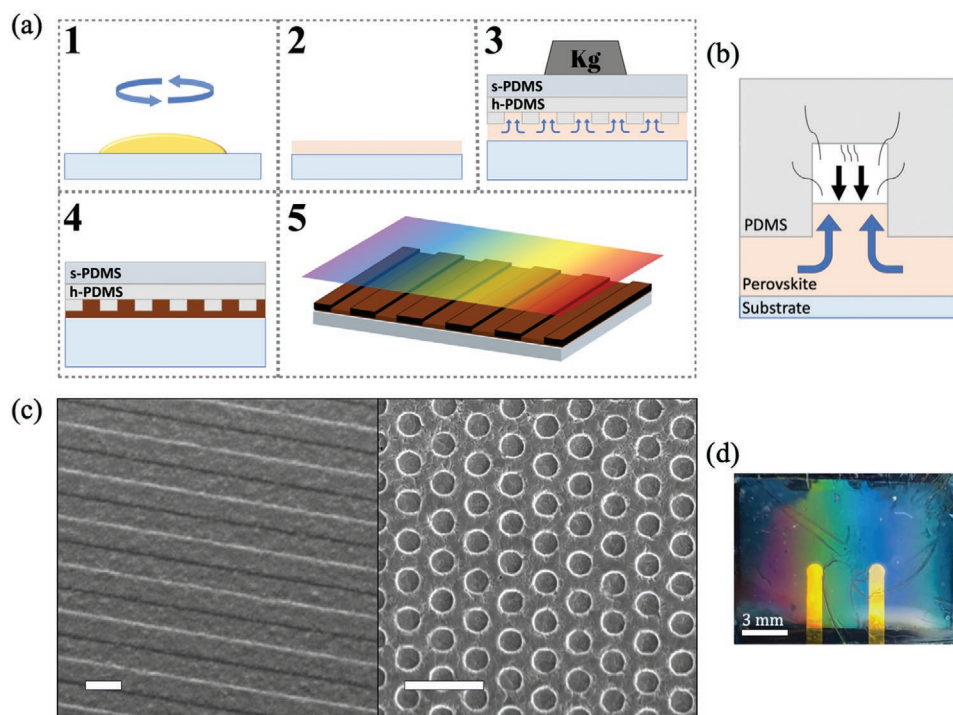 (a)
1
2
3
Kg
s-PDMS
h-PDMS
4
s-PDMS
h-PDMS
5
(b)
PDMS
Perovskite
Substrate
(c)
(d)
3 mm